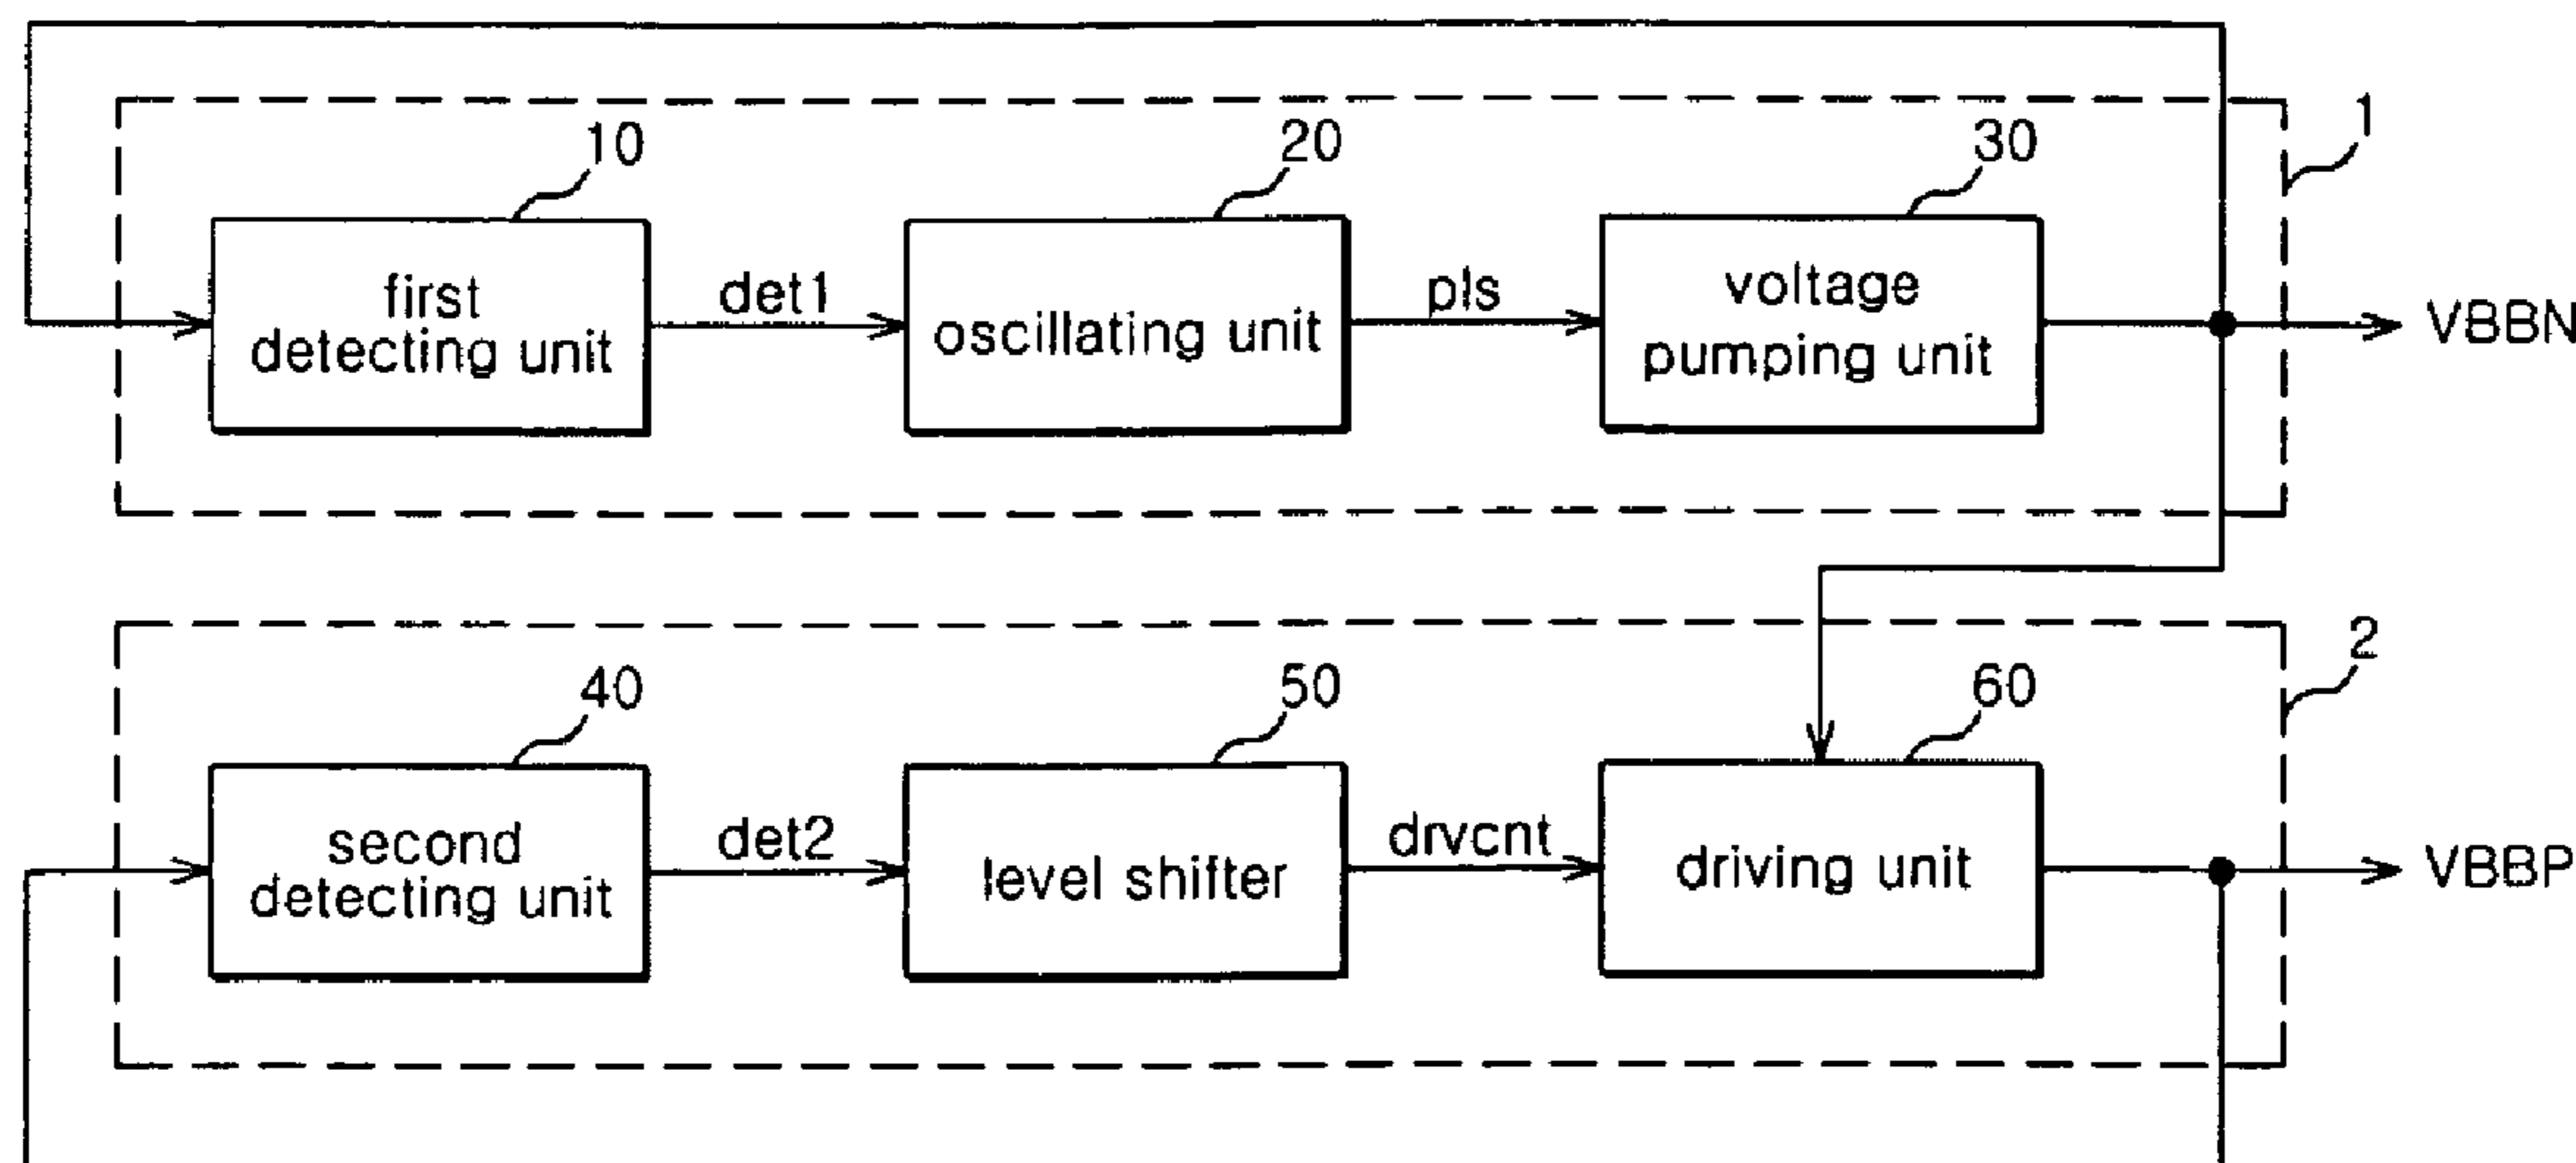 1
10
20
30
first
detecting unit
det1
oscillating unit
pls
voltage
pumping unit
VBBN
2
40
50
60
second
detecting unit
det2
level shifter
drvcnt
driving unit
VBBP